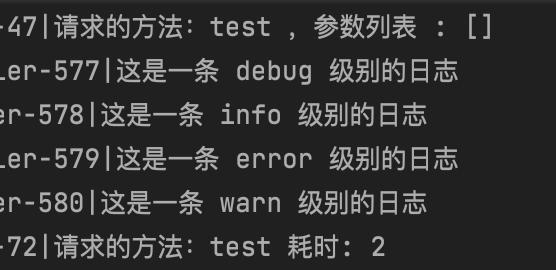 -47|请求的方法：test ，参数列表 : []
ler-577|这是一条 debug 级别的日志
er-578|这是一条 info 级别的日志
ler-579|这是一条 error 级别的日志
er-580|这是一条 warn 级别的日志
-72|请求的方法：test 耗时: 2